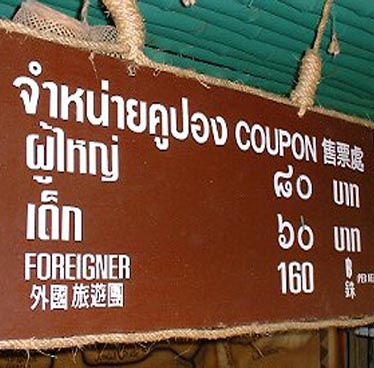 จำหน่ายคูปอง COUPON 售票處
ผู้ใหญ่ ๘๐ บาท
เด็ก ๖๐ บาท
FOREIGNER 160 ฿
外國旅遊團 銖